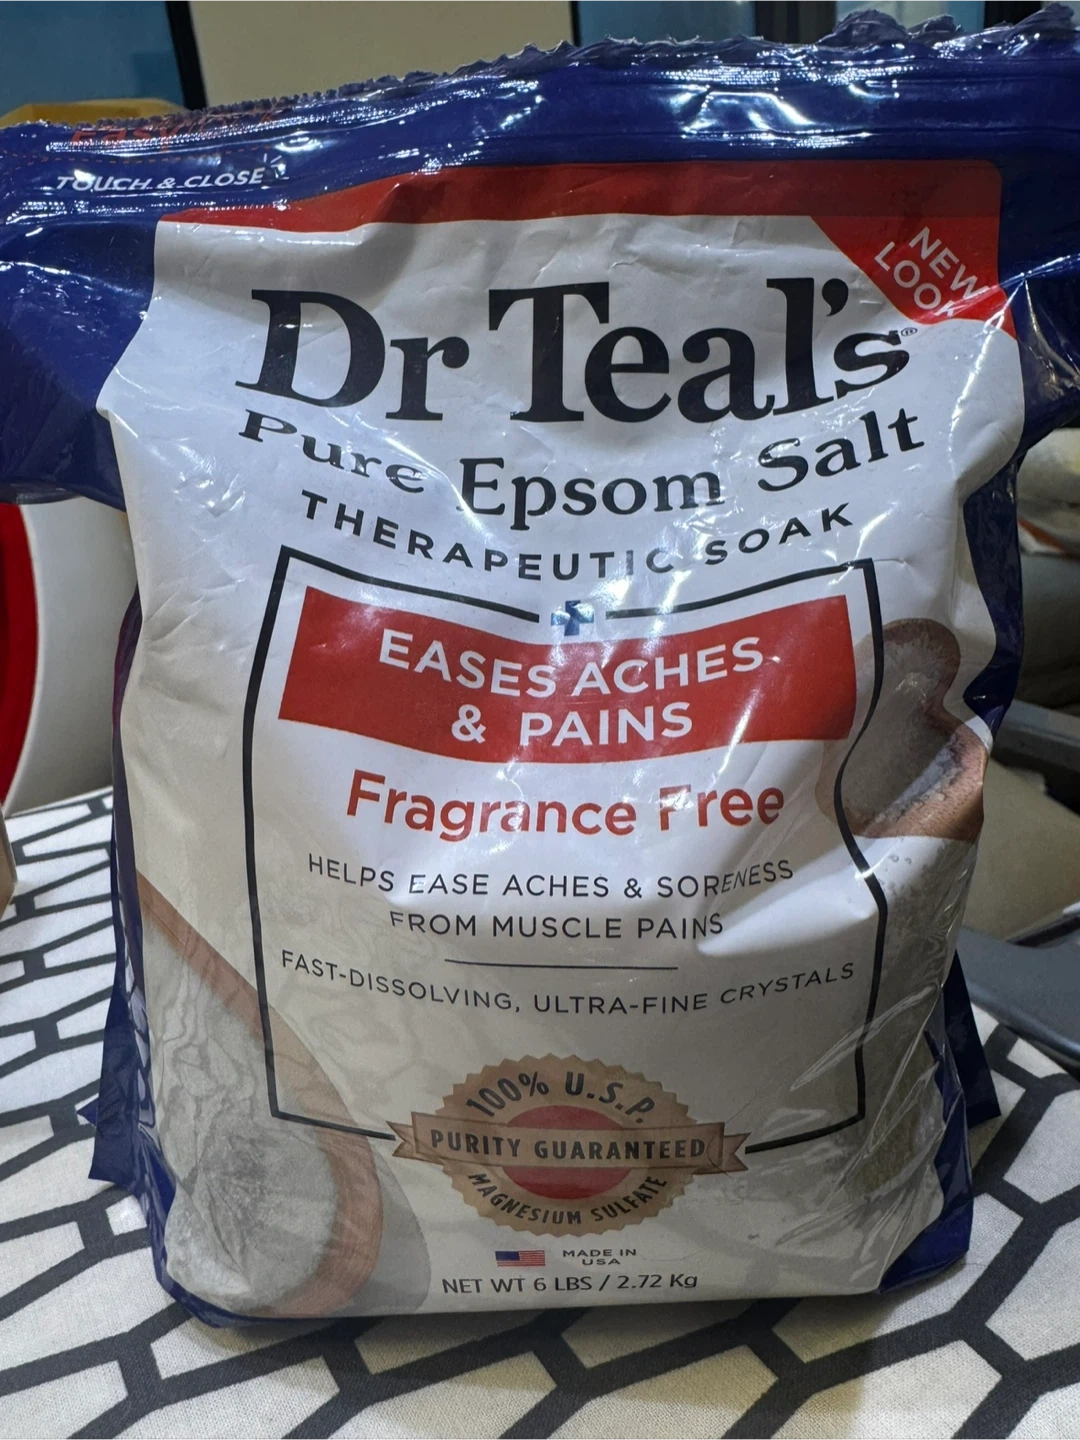 TOUCH & CLOSE
NEW
LOOK
Dr Teal's®
Pure Epsom Salt
THERAPEUTIC SOAK
EASES ACHES
& PAINS
Fragrance Free
HELPS EASE ACHES & SORENESS
FROM MUSCLE PAINS
FAST-DISSOLVING, ULTRA-FINE CRYSTALS
100% U.S.P.
PURITY GUARANTEED
MAGNESIUM SULFATE
MADE IN
USA
NET WT 6 LBS / 2.72 Kg